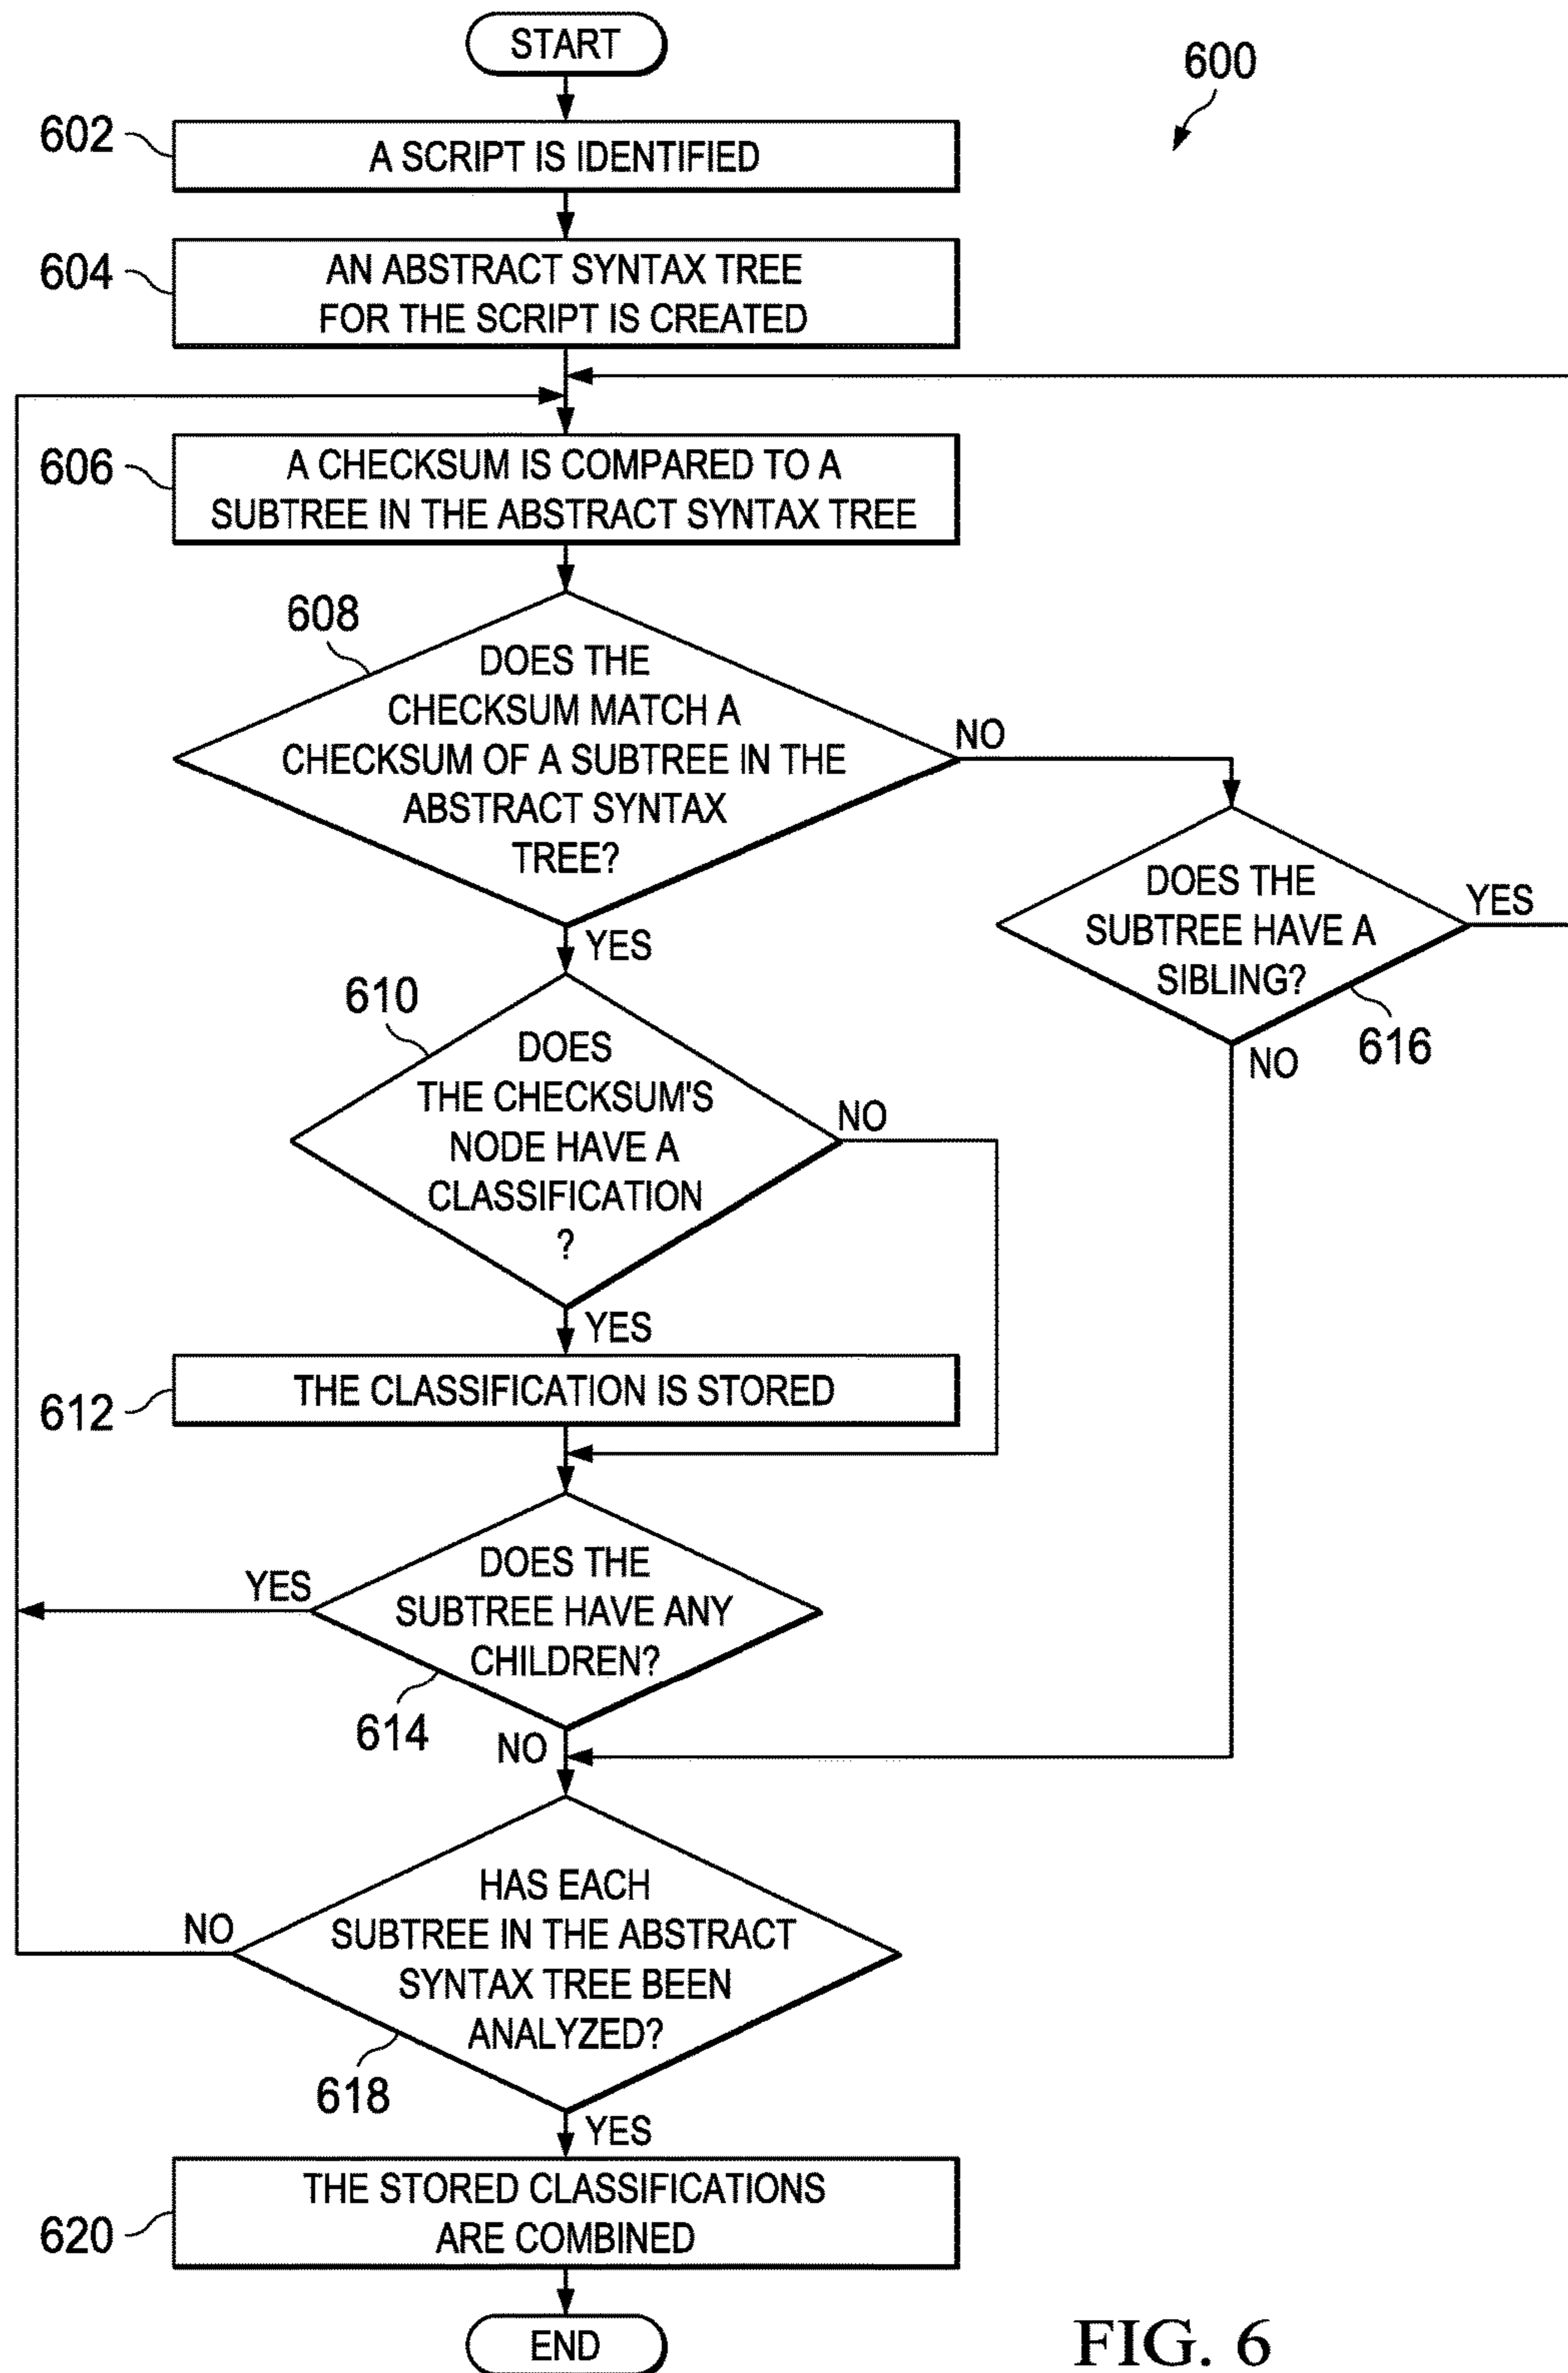 START
600
602
A SCRIPT IS IDENTIFIED
604
AN ABSTRACT SYNTAX TREE
FOR THE SCRIPT IS CREATED
606
A CHECKSUM IS COMPARED TO A
SUBTREE IN THE ABSTRACT SYNTAX TREE
608
DOES THE
CHECKSUM MATCH A
CHECKSUM OF A SUBTREE IN THE
ABSTRACT SYNTAX
TREE?
NO
YES
DOES THE
SUBTREE HAVE A
SIBLING?
YES
616
NO
610
DOES
THE CHECKSUM'S
NODE HAVE A
CLASSIFICATION
?
NO
YES
612
THE CLASSIFICATION IS STORED
DOES THE
SUBTREE HAVE ANY
CHILDREN?
YES
614
NO
HAS EACH
SUBTREE IN THE ABSTRACT
SYNTAX TREE BEEN
ANALYZED?
NO
618
YES
620
THE STORED CLASSIFICATIONS
ARE COMBINED
END
FIG. 6